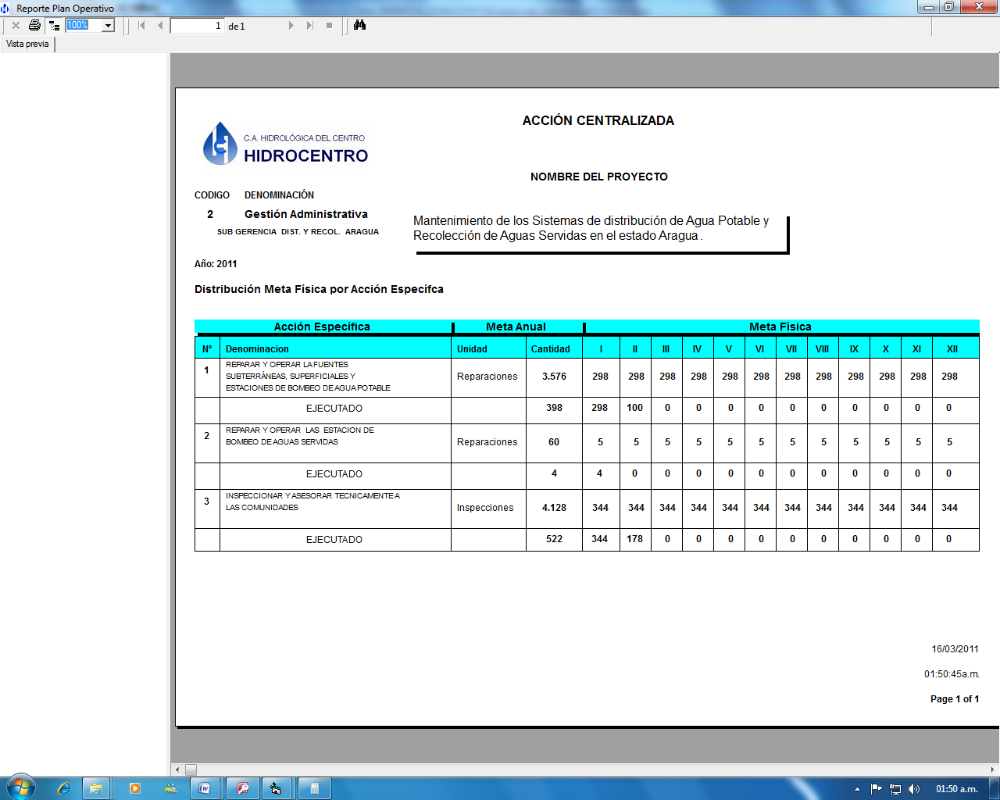 Reporte Plan Operativo
100%
1 de 1
Vista previa
ACCIÓN CENTRALIZADA
C.A. HIDROLÓGICA DEL CENTRO
HIDROCENTRO
NOMBRE DEL PROYECTO
CODIGO DENOMINACIÓN
2 Gestión Administrativa
SUB GERENCIA DIST. Y RECOL. ARAGUA
Mantenimiento de los Sistemas de distribución de Agua Potable y
Recolección de Aguas Servidas en el estado Aragua .
Año: 2011
Distribución Meta Física por Acción Específca
Acción Específica Meta Anual Meta Fìsica
Nº Denominacion Unidad Cantidad I II III IV V VI VII VIII IX X XI XII
REPARAR Y OPERAR LA FUENTES
1 SUBTERRÁNEAS, SUPERFICIALES Y Reparaciones 3.576 298 298 298 298 298 298 298 298 298 298 298 298
ESTACIONES DE BOMBEO DE AGUA POTABLE
EJECUTADO 398 298 100 0 0 0 0 0 0 0 0 0 0
2 REPARAR Y OPERAR LAS ESTACION DE
BOMBEO DE AGUAS SERVIDAS Reparaciones 60 5 5 5 5 5 5 5 5 5 5 5 5
EJECUTADO 4 4 0 0 0 0 0 0 0 0 0 0 0
3 INSPECCIONAR Y ASESORAR TECNICAMENTE A
LAS COMUNIDADES Inspecciones 4.128 344 344 344 344 344 344 344 344 344 344 344 344
EJECUTADO 522 344 178 0 0 0 0 0 0 0 0 0 0
16/03/2011
01:50:45a.m.
Page 1 of 1
01:50 a.m.